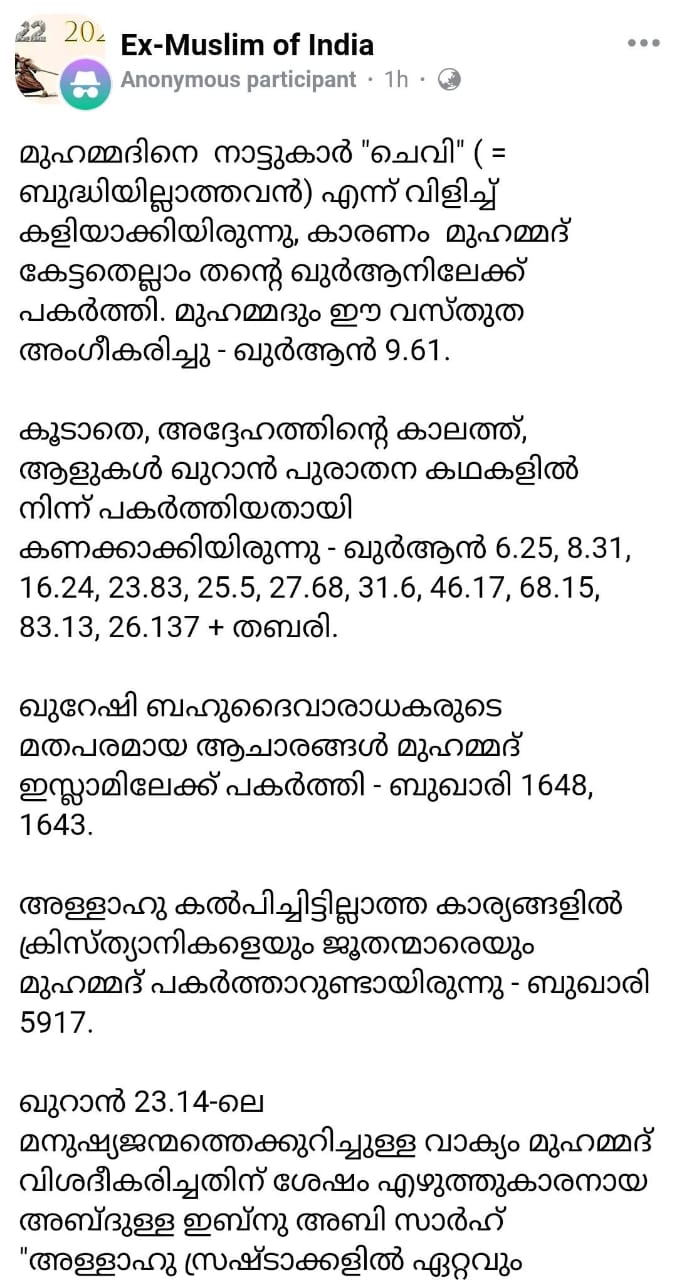 22 202
Ex-Muslim of India
Anonymous participant · 1h ·
മുഹമ്മദിനെ നാട്ടുകാർ "ചെവി" ( =
ബുദ്ധിയില്ലാത്തവൻ) എന്ന് വിളിച്ച്
കളിയാക്കിയിരുന്നു, കാരണം മുഹമ്മദ്
കേട്ടതെല്ലാം തന്റെ ഖുർആനിലേക്ക്
പകർത്തി. മുഹമ്മദും ഈ വസ്തുത
അംഗീകരിച്ചു - ഖുർആൻ 9.61.
കൂടാതെ, അദ്ദേഹത്തിന്റെ കാലത്ത്,
ആളുകൾ ഖുറാൻ പുരാതന കഥകളിൽ
നിന്ന് പകർത്തിയതായി
കണക്കാക്കിയിരുന്നു - ഖുർആൻ 6.25, 8.31,
16.24, 23.83, 25.5, 27.68, 31.6, 46.17, 68.15,
83.13, 26.137 + തബരി.
ഖുറേഷി ബഹുദൈവാരാധകരുടെ
മതപരമായ ആചാരങ്ങൾ മുഹമ്മദ്
ഇസ്ലാമിലേക്ക് പകർത്തി - ബുഖാരി 1648,
1643.
അള്ളാഹു കൽപിച്ചിട്ടില്ലാത്ത കാര്യങ്ങളിൽ
ക്രിസ്ത്യാനികളെയും ജൂതന്മാരെയും
മുഹമ്മദ് പകർത്താറുണ്ടായിരുന്നു - ബുഖാരി
5917.
ഖുറാൻ 23.14-ലെ
മനുഷ്യജന്മത്തെക്കുറിച്ചുള്ള വാക്യം മുഹമ്മദ്
വിശദീകരിച്ചതിന് ശേഷം എഴുത്തുകാരനായ
അബ്ദുള്ള ഇബ്നു അബി സാർഹ്
"അള്ളാഹു സ്രഷ്ടാക്കളിൽ ഏറ്റവും